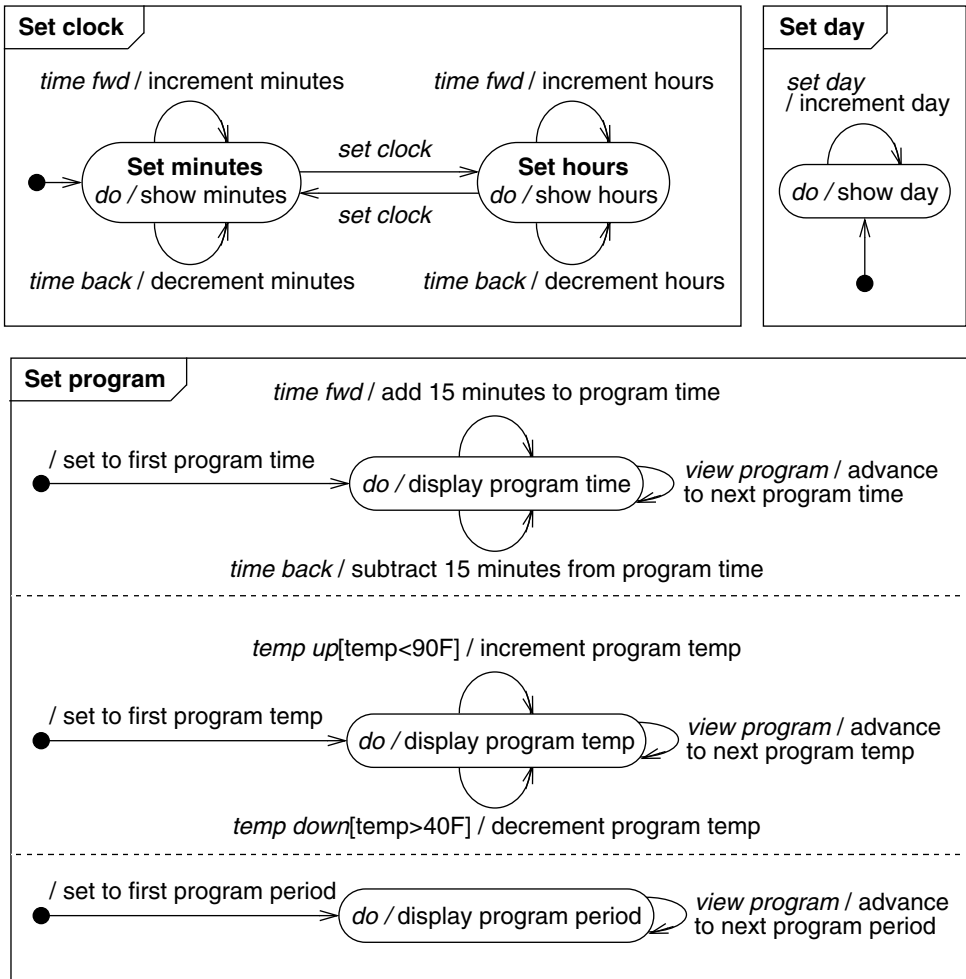 Set clock
time fwd / increment minutes
time fwd / increment hours
Set minutes
do / show minutes
set clock
set clock
Set hours
do / show hours
time back / decrement minutes
time back / decrement hours
Set day
set day
/ increment day
do / show day
Set program
time fwd / add 15 minutes to program time
/ set to first program time
do / display program time
view program / advance
to next program time
time back / subtract 15 minutes from program time
temp up[temp<90F] / increment program temp
/ set to first program temp
do / display program temp
view program / advance
to next program temp
temp down[temp>40F] / decrement program temp
/ set to first program period
do / display program period
view program / advance
to next program period